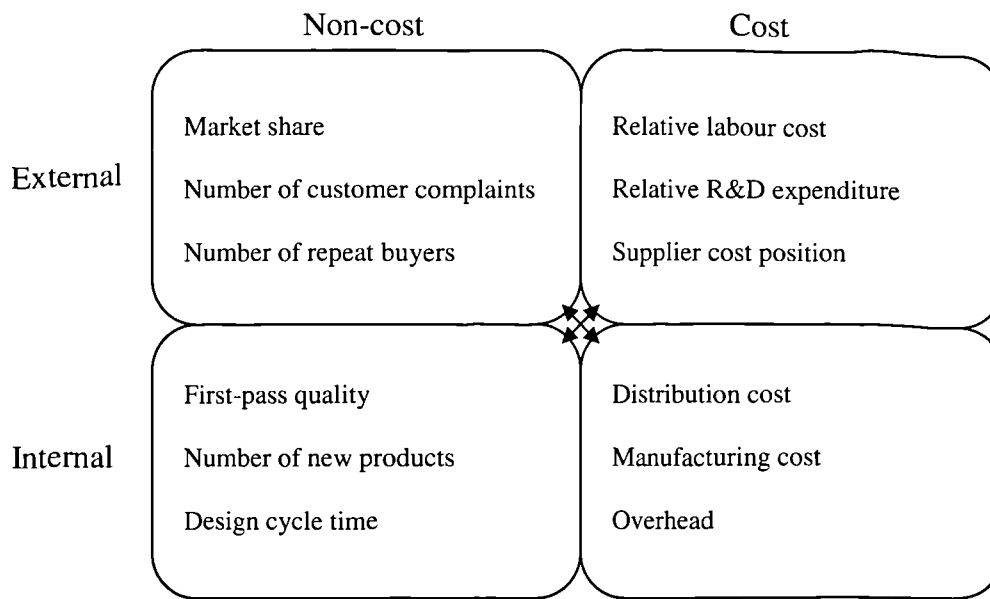 Non-cost Cost
External
Market share
Number of customer complaints
Number of repeat buyers
Relative labour cost
Relative R&D expenditure
Supplier cost position
Internal
First-pass quality
Number of new products
Design cycle time
Distribution cost
Manufacturing cost
Overhead